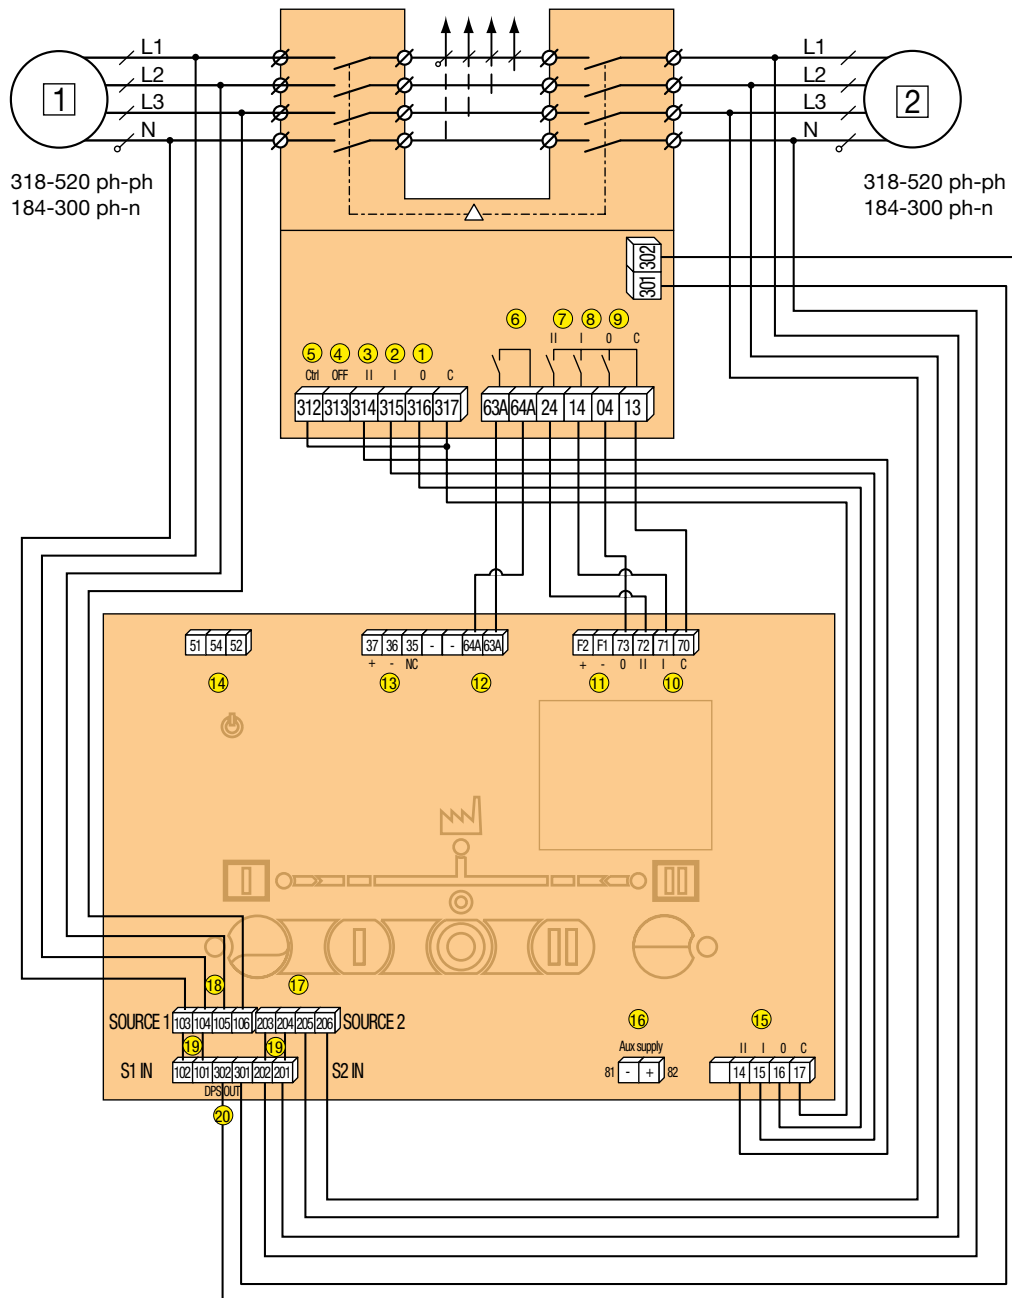 L1 L1
L2 L2
1 2
L3 L3
N N
318-520 ph-ph 318-520 ph-ph
184-300 ph-n 184-300 ph-n
302
301
6 7 8 9
II I 0 C
5 4 3 2 1
Ctrl OFF II I 0 C
312 313 314 315 316 317 63A 64A 24 14 04 13
51 54 52 37 36 35 - - 64A 63A F2 F1 73 72 71 70
+ - NC + - 0 II I C
14 13 12 11 10
18 17
SOURCE 1 103 104 105 106 203 204 205 206 SOURCE 2
16 15
19 19
Aux supply II I 0 C
S1 IN 102 101 302 301 202 201 S2 IN 81 - + 82 14 15 16 17
DPS OUT
20